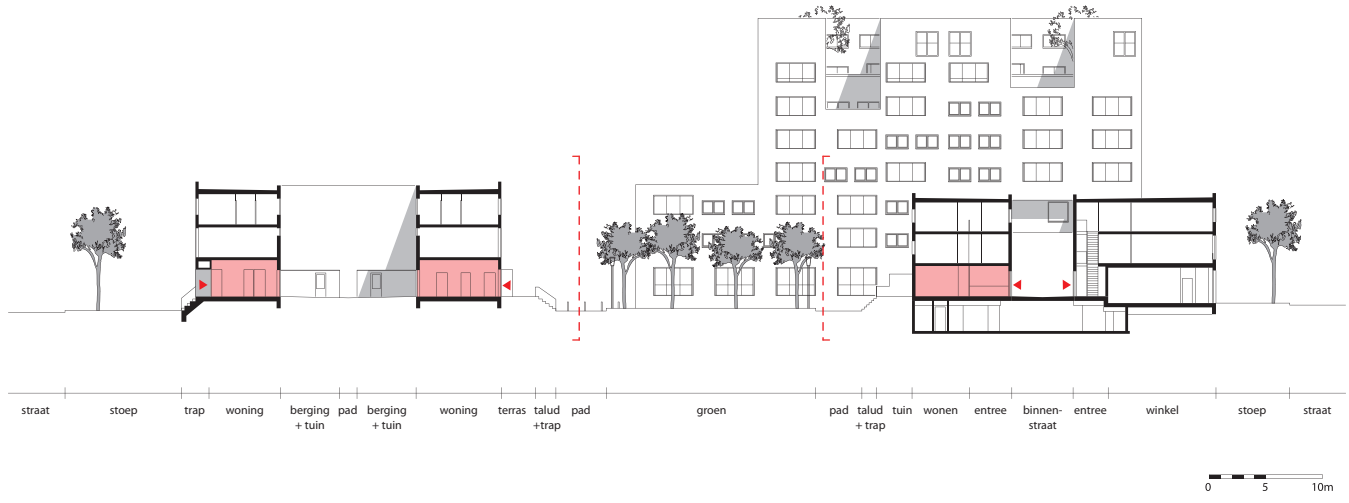 straat stoep trap woning berging pad berging woning terras talud pad groen pad talud tuin wonen entree binnen- entree winkel stoep straat
+ tuin + tuin +trap + trap straat
0 5 10m